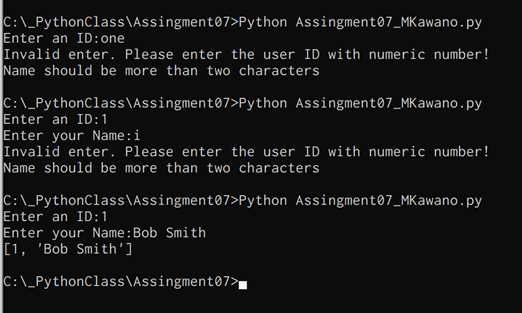 C:\_PythonClass\Assingment07>Python Assingment07_MKawano.py
Enter an ID:one
Invalid enter. Please enter the user ID with numeric number!
Name should be more than two characters
C:\_PythonClass\Assingment07>Python Assingment07_MKawano.py
Enter an ID:1
Enter your Name:i
Invalid enter. Please enter the user ID with numeric number!
Name should be more than two characters
C:\_PythonClass\Assingment07>Python Assingment07_MKawano.py
Enter an ID:1
Enter your Name:Bob Smith
[1, 'Bob Smith']
C:\_PythonClass\Assingment07>